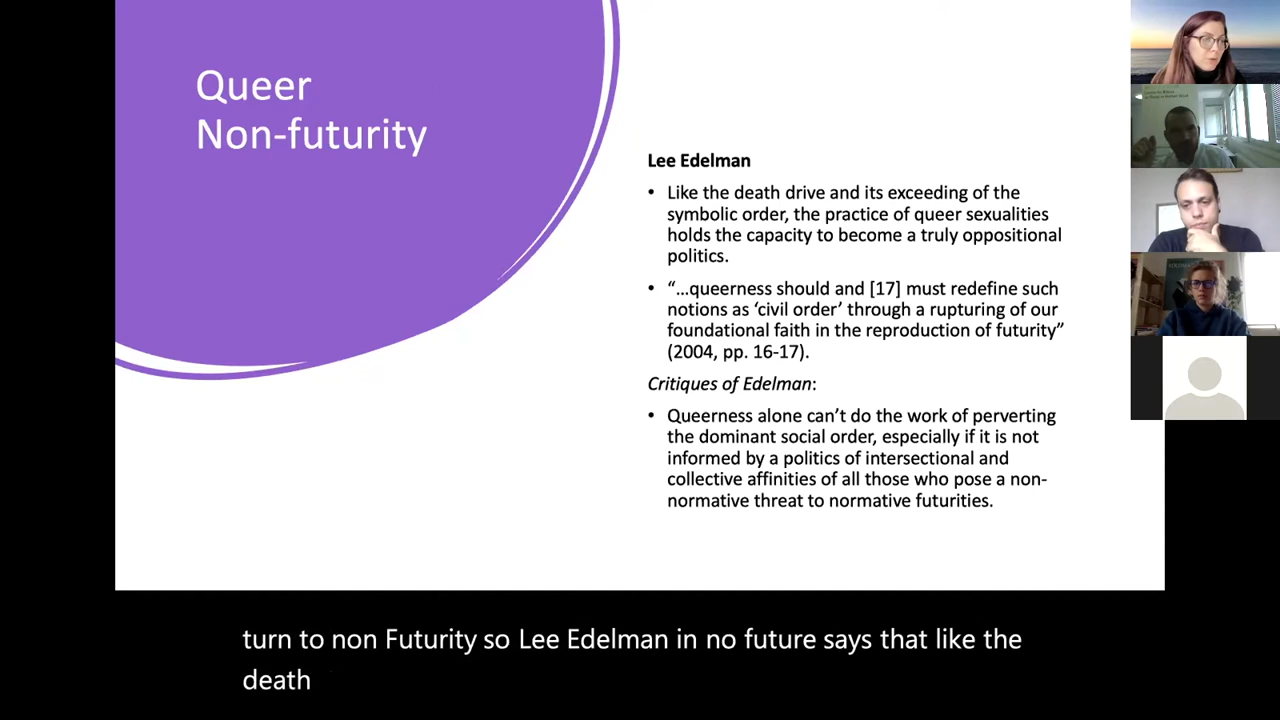 Queer
Non-futurity
Lee Edelman
• Like the death drive and its exceeding of the
symbolic order, the practice of queer sexualities
holds the capacity to become a truly oppositional
politics.
• “…queerness should and [17] must redefine such
notions as ‘civil order’ through a rupturing of our
foundational faith in the reproduction of futurity”
(2004, pp. 16-17).
Critiques of Edelman:
• Queerness alone can’t do the work of perverting
the dominant social order, especially if it is not
informed by a politics of intersectional and
collective affinities of all those who pose a non-
normative threat to normative futurities.
turn to non Futurity so Lee Edelman in no future says that like the
death